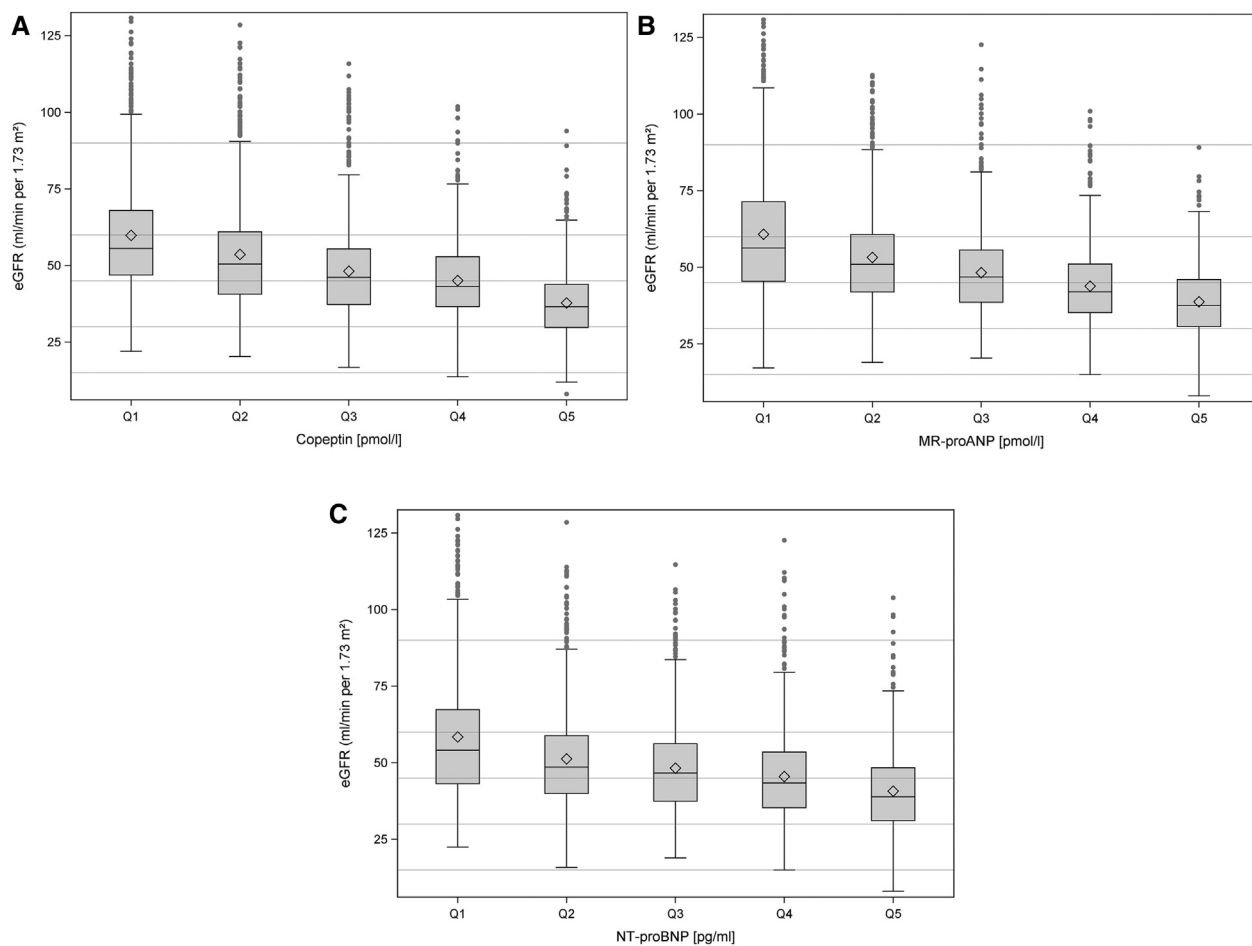 A
eGFR (ml/min per 1.73 m²)
125
100
75
50
25
Q1 Q2 Q3 Q4 Q5
Copeptin [pmol/l]
B
eGFR (ml/min per 1.73 m²)
125
100
75
50
25
Q1 Q2 Q3 Q4 Q5
MR-proANP [pmol/l]
C
eGFR (ml/min per 1.73 m²)
125
100
75
50
25
Q1 Q2 Q3 Q4 Q5
NT-proBNP [pg/ml]